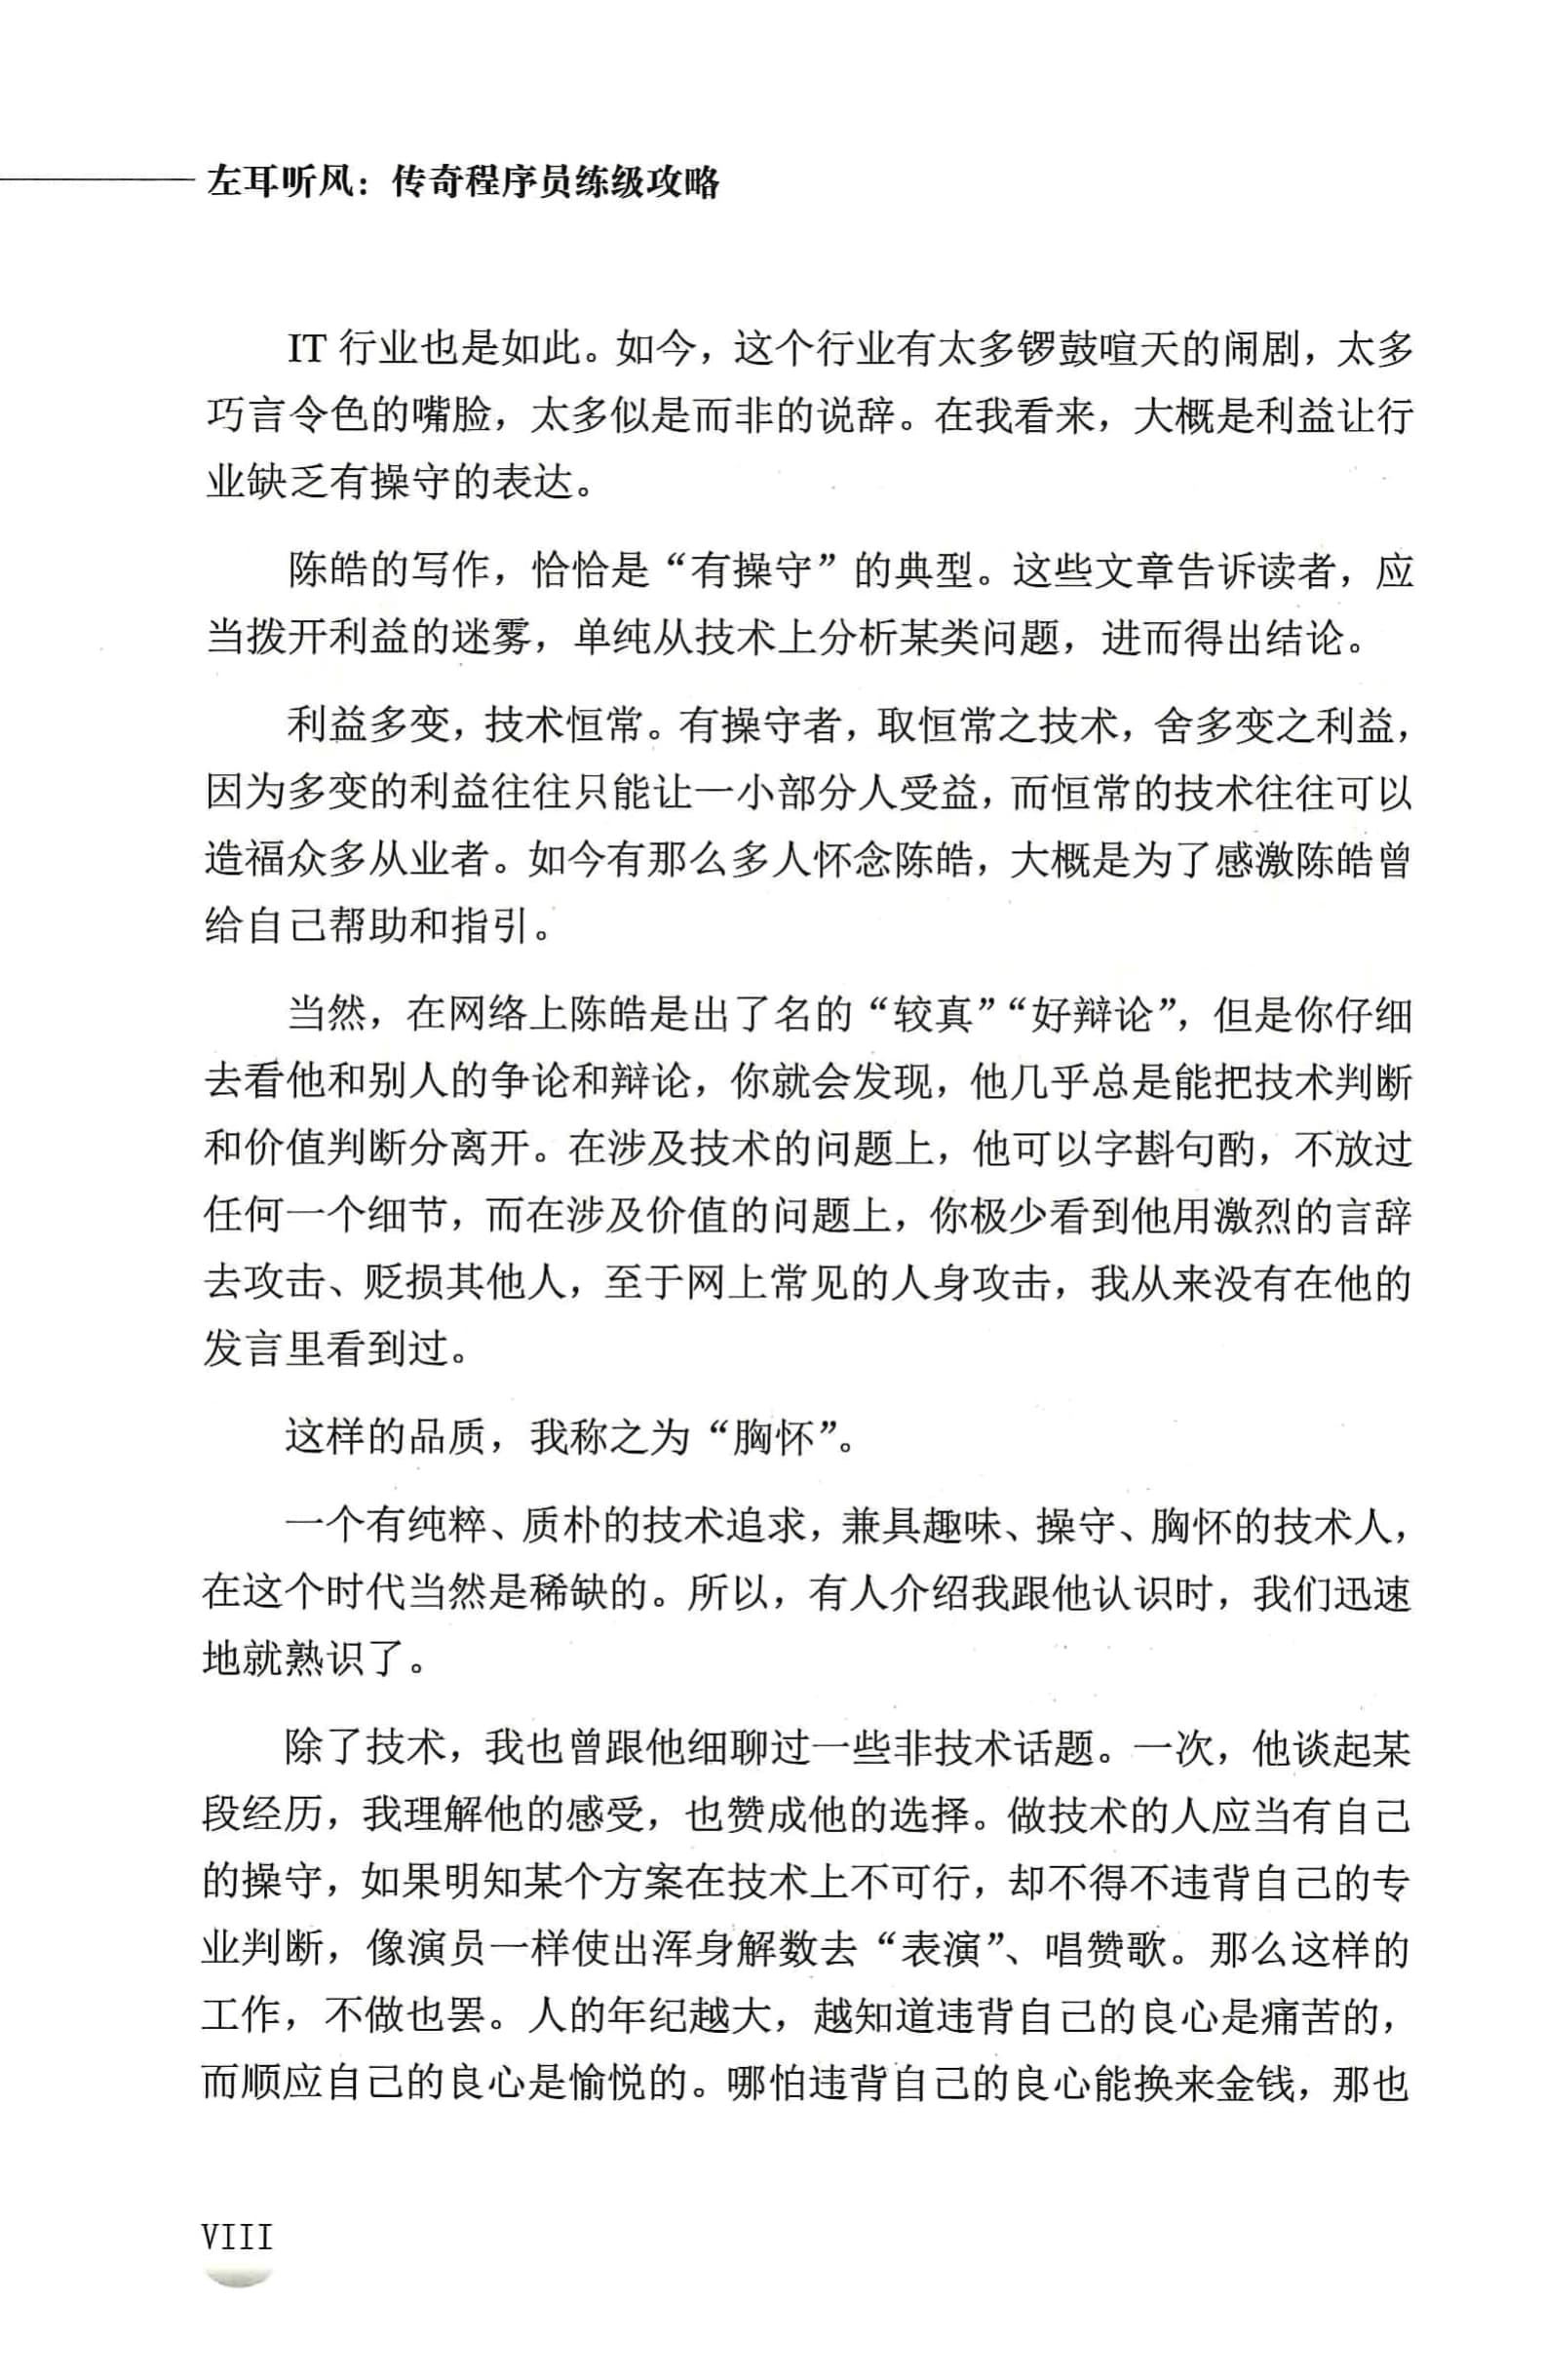 左耳听风：传奇程序员练级攻略
IT 行业也是如此。如今，这个行业有太多锣鼓喧天的闹剧，太多
巧言令色的嘴脸，太多似是而非的说辞。在我看来，大概是利益让行
业缺乏有操守的表达。
陈皓的写作，恰恰是“有操守”的典型。这些文章告诉读者，应
当拨开利益的迷雾，单纯从技术上分析某类问题，进而得出结论。
利益多变，技术恒常。有操守者，取恒常之技术，舍多变之利益，
因为多变的利益往往只能让一小部分人受益，而恒常的技术往往可以
造福众多从业者。如今有那么多人怀念陈皓，大概是为了感激陈皓曾
给自己帮助和指引。
当然，在网络上陈皓是出了名的“较真”“好辩论”，但是你仔细
去看他和别人的争论和辩论，你就会发现，他几乎总是能把技术判断
和价值判断分离开。在涉及技术的问题上，他可以字斟句酌，不放过
任何一个细节，而在涉及价值的问题上，你极少看到他用激烈的言辞
去攻击、贬损其他人，至于网上常见的人身攻击，我从来没有在他的
发言里看到过。
这样的品质，我称之为“胸怀”。
一个有纯粹、质朴的技术追求，兼具趣味、操守、胸怀的技术人，
在这个时代当然是稀缺的。所以，有人介绍我跟他认识时，我们迅速
地就熟识了。
除了技术，我也曾跟他细聊过一些非技术话题。一次，他谈起某
段经历，我理解他的感受，也赞成他的选择。做技术的人应当有自己
的操守，如果明知某个方案在技术上不可行，却不得不违背自己的专
业判断，像演员一样使出浑身解数去“表演”、唱赞歌。那么这样的
工作，不做也罢。人的年纪越大，越知道违背自己的良心是痛苦的，
而顺应自己的良心是愉悦的。哪怕违背自己的良心能换来金钱，那也
VIII